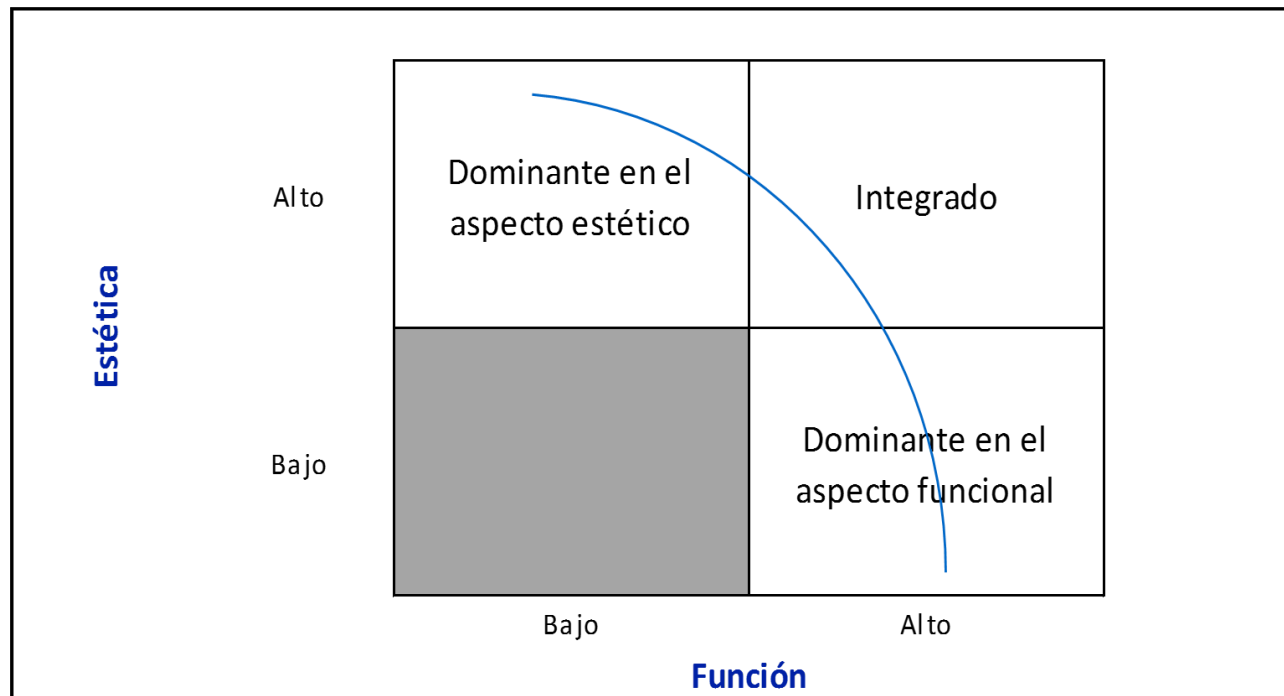 Dominante en el
aspecto estético
Integrado
Alto
Estética
Dominante en el
aspecto funcional
Bajo
Bajo
Alto
Función